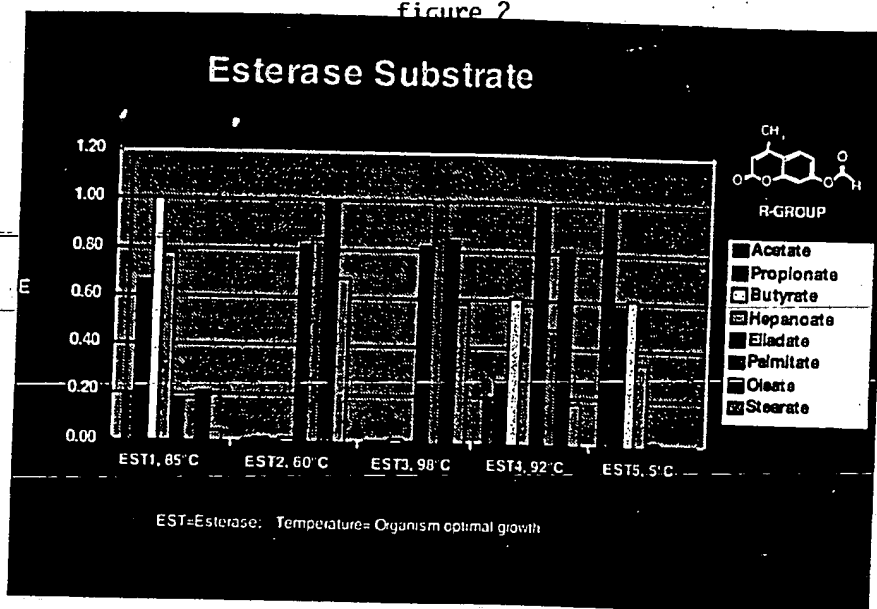 figure 2
Esterase Substrate
1.20
1.00
0.80
0.60
0.40
0.20
0.00
E
EST1, 85°C
EST2, 60°C
EST3, 98°C
EST4, 92°C
EST5, 5°C
EST=Esterase; Temperature= Organism optimal growth
CH,
O
O
O
O
H
R-GROUP
Acetate
Propionate
Butyrate
Hepanoate
Elladate
Palmitate
Oleate
Stearate